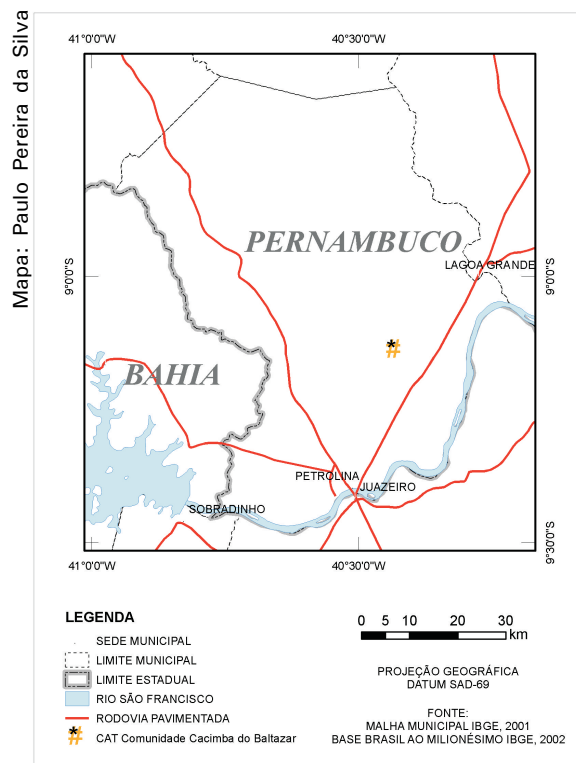 Mapa: Paulo Pereira da Silva
41°0'0"W
40°30'0"W
PERNAMBUCO
LAGOA GRANDE
9°0'0"S
9°0'0"S
BAHIA
PETROLINA
JUAZEIRO
SOBRADINHO
9°30'0"S
41°0'0"W
40°30'0"W
LEGENDA
SEDE MUNICIPAL
LIMITE MUNICIPAL
LIMITE ESTADUAL
RIO SÃO FRANCISCO
RODOVIA PAVIMENTADA
CAT Comunidade Cacimba do Baltazar
0 5 10 20 30
km
PROJEÇÃO GEOGRÁFICA
DATUM SAD-69
FONTE:
MALHA MUNICIPAL IBGE, 2001
BASE BRASIL AO MILIONÉSIMO IBGE, 2002